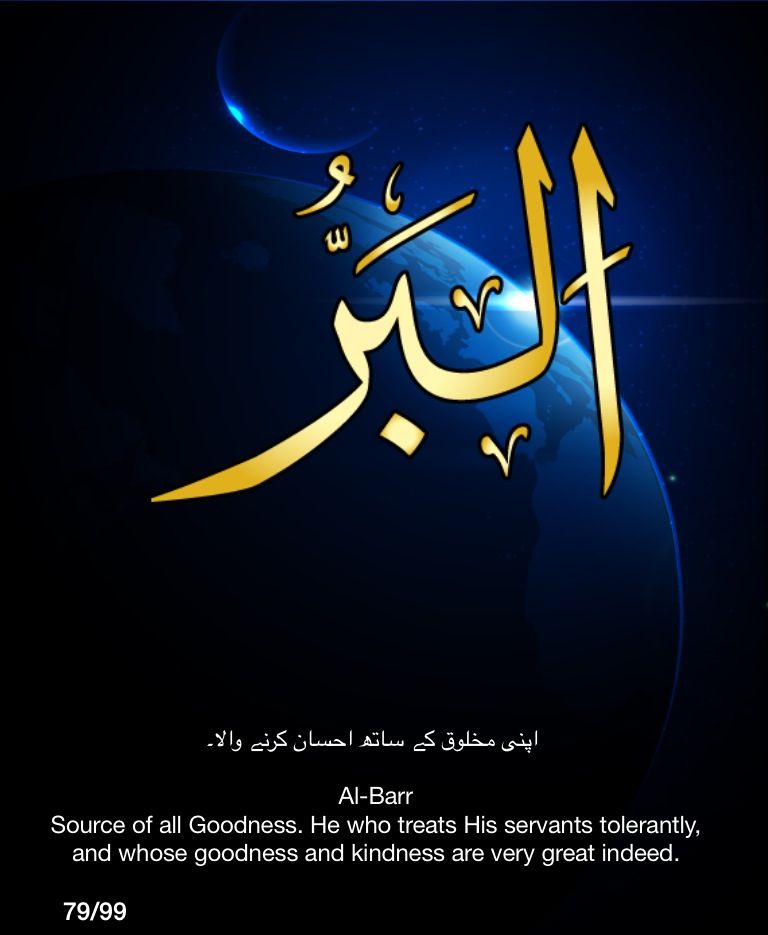 البَرُّ
اپنی مخلوق کے ساتھ احسان کرنے والا۔
Al-Barr
Source of all Goodness. He who treats His servants tolerantly,
and whose goodness and kindness are very great indeed.
79/99